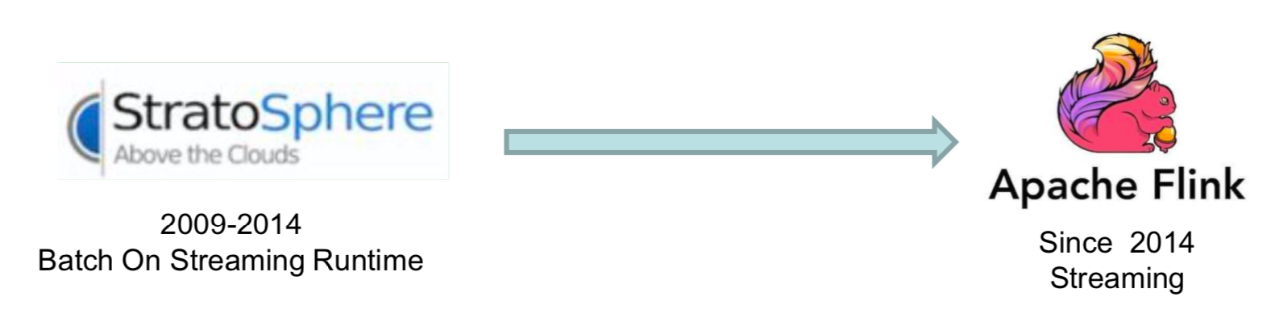 StratoSphere
Above the Clouds
2009-2014
Batch On Streaming Runtime
Apache Flink
Since 2014
Streaming